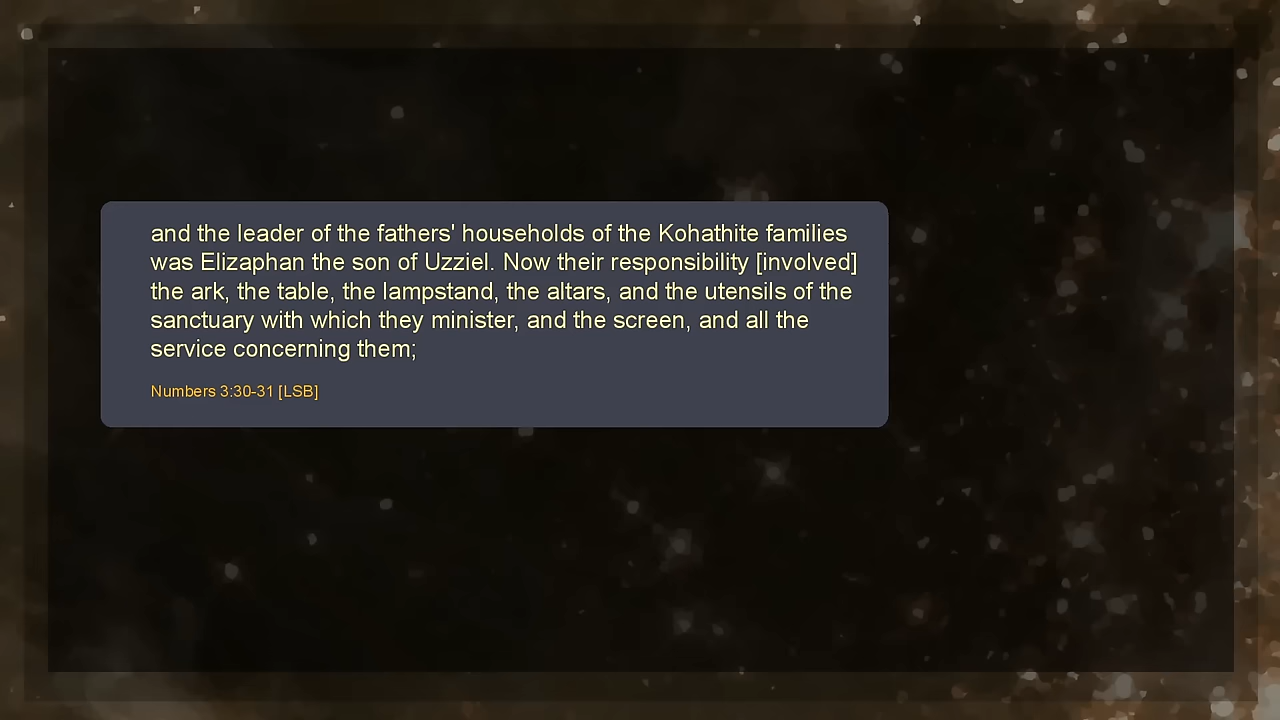 and the leader of the fathers' households of the Kohathite families
was Elizaphan the son of Uzziel. Now their responsibility [involved]
the ark, the table, the lampstand, the altars, and the utensils of the
sanctuary with which they minister, and the screen, and all the
service concerning them;
Numbers 3:30-31 [LSB]